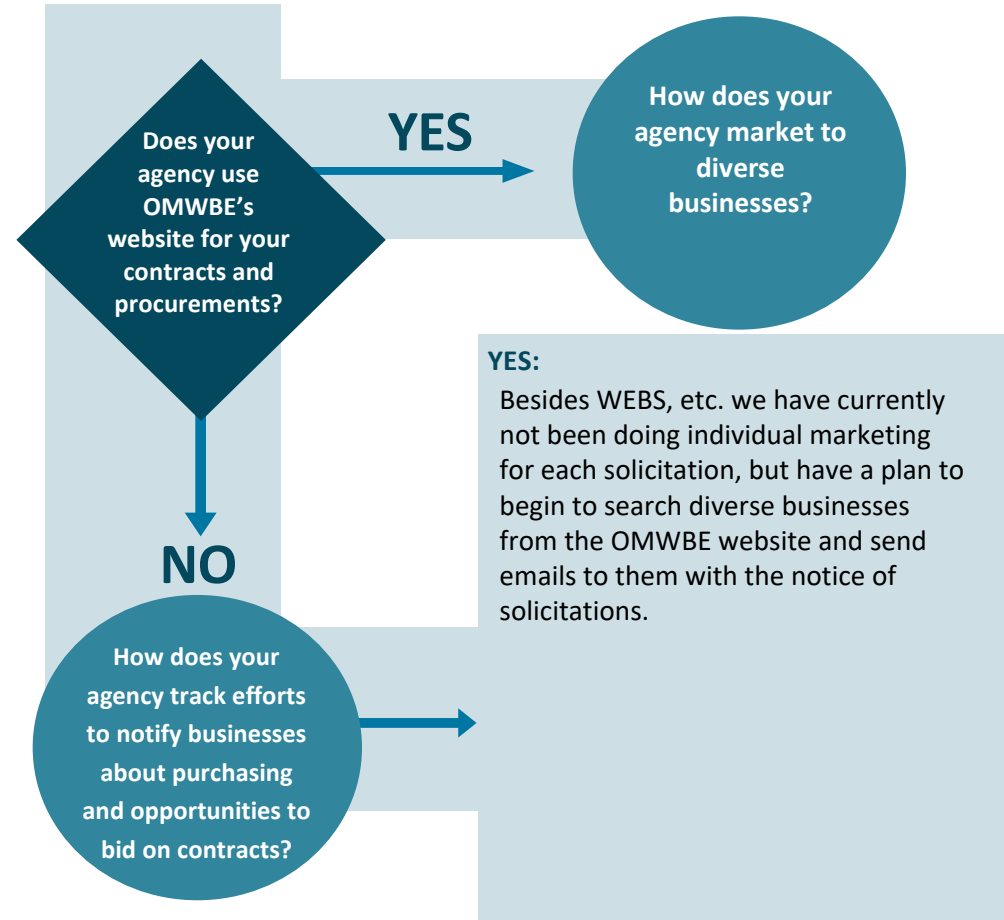 Does your
agency use
OMWBE’s
website for your
contracts and
procurements?
YES
How does your
agency market to
diverse
businesses?
YES:
Besides WEBS, etc. we have currently
not been doing individual marketing
for each solicitation, but have a plan to
begin to search diverse businesses
from the OMWBE website and send
emails to them with the notice of
solicitations.
NO
How does your
agency track efforts
to notify businesses
about purchasing
and opportunities to
bid on contracts?